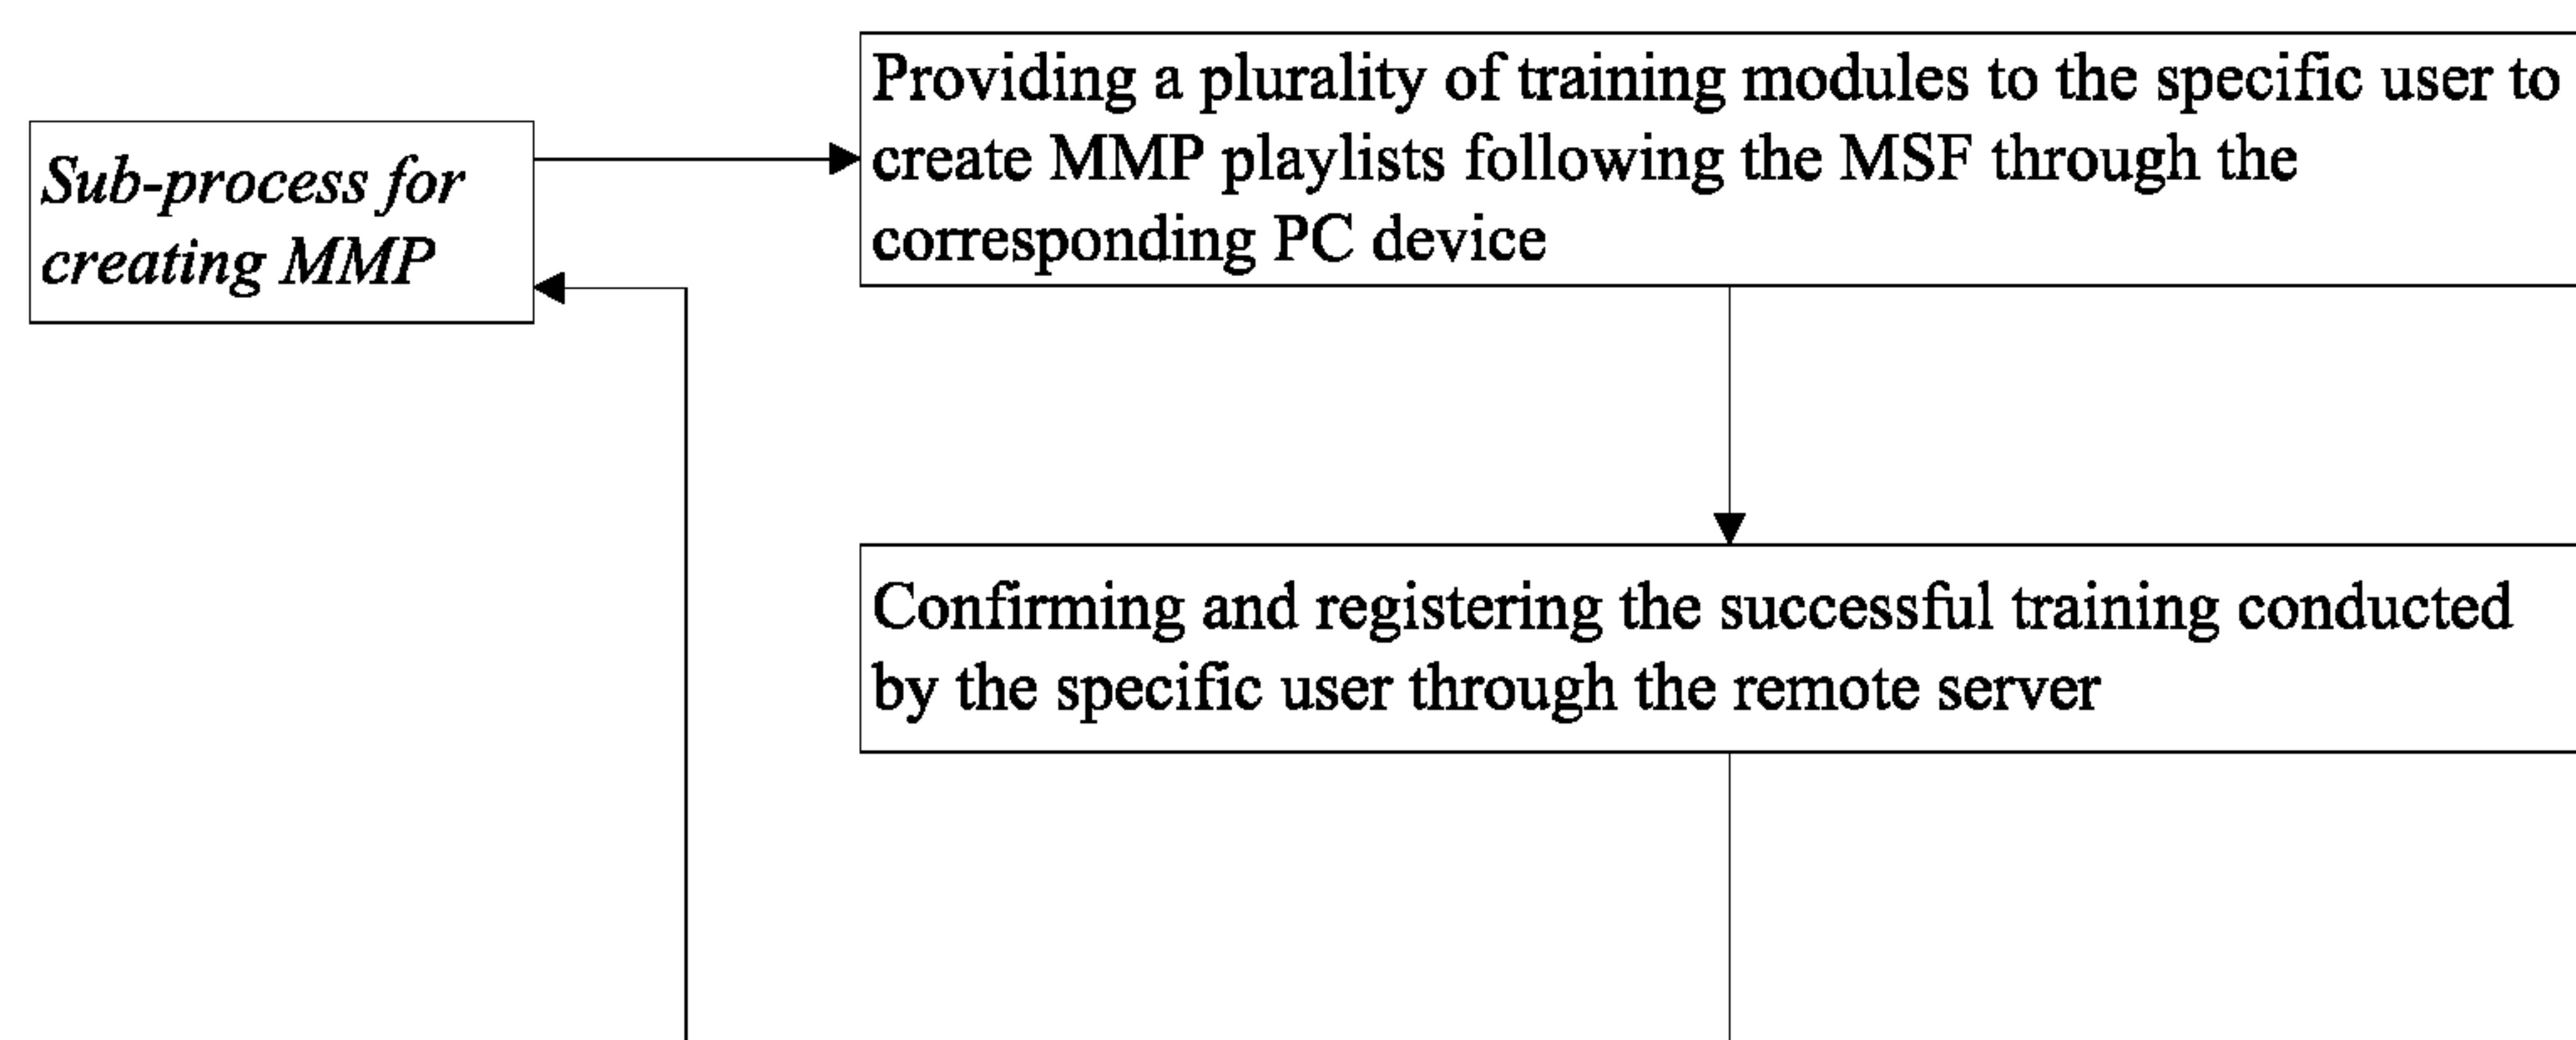 Sub-process for
creating MMP
Providing a plurality of training modules to the specific user to
create MMP playlists following the MSF through the
corresponding PC device
Confirming and registering the successful training conducted
by the specific user through the remote server